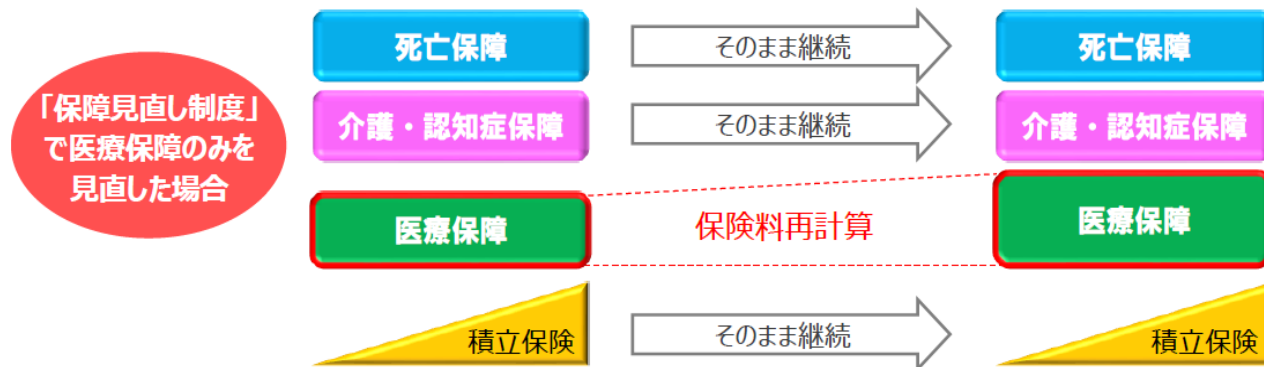 「保障見直し制度」
で医療保障のみを
見直した場合
死亡保障
そのまま継続
死亡保障
介護・認知症保障
そのまま継続
介護・認知症保障
医療保障
保険料再計算
医療保障
積立保険
そのまま継続
積立保険